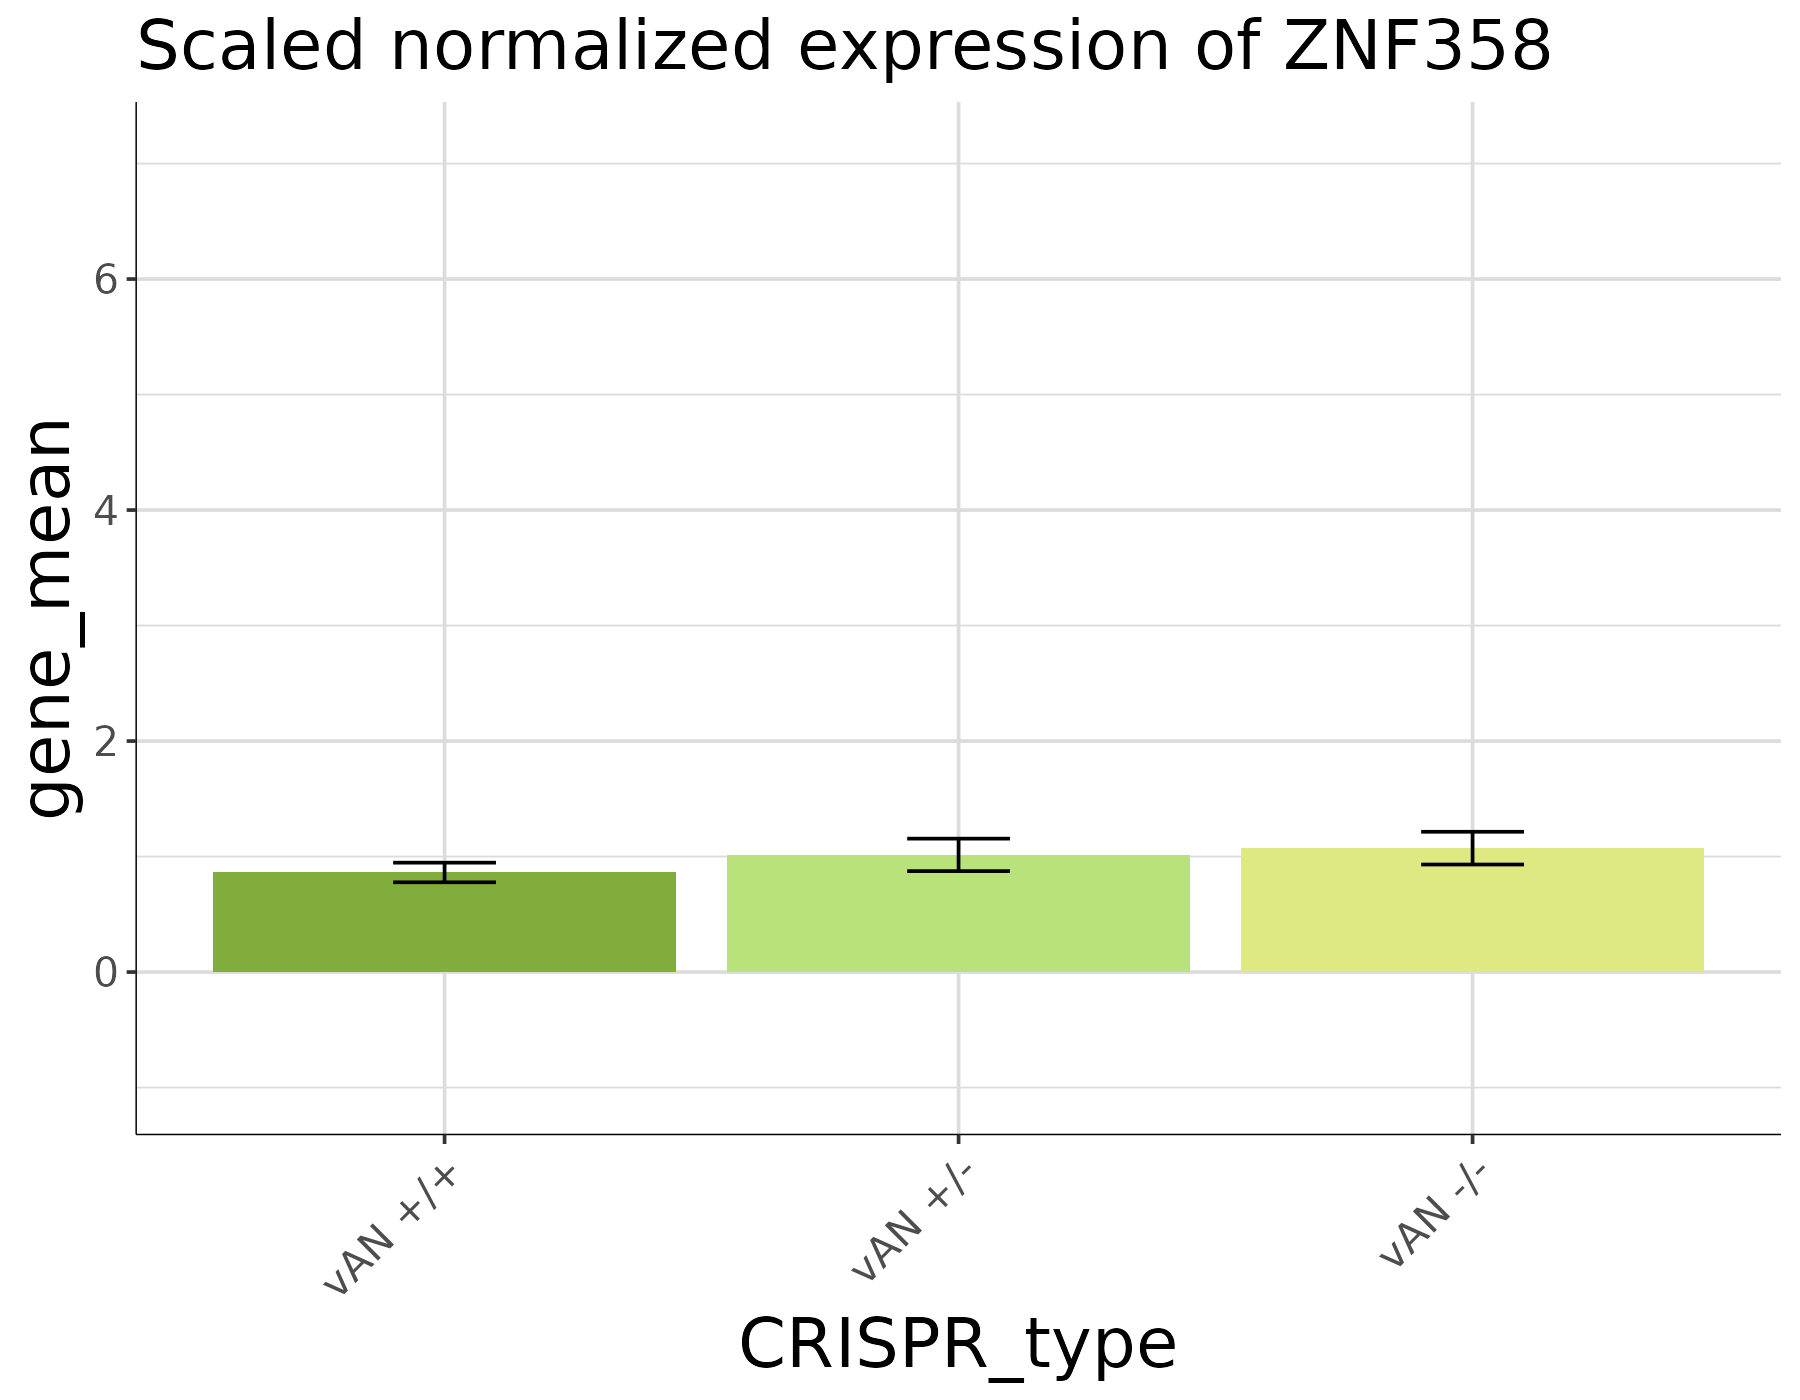 Scaled normalized expression of ZNF358
gene_mean
6
4
2
0
vAN +/+
vAN +/-
vAN -/-
CRISPR_type